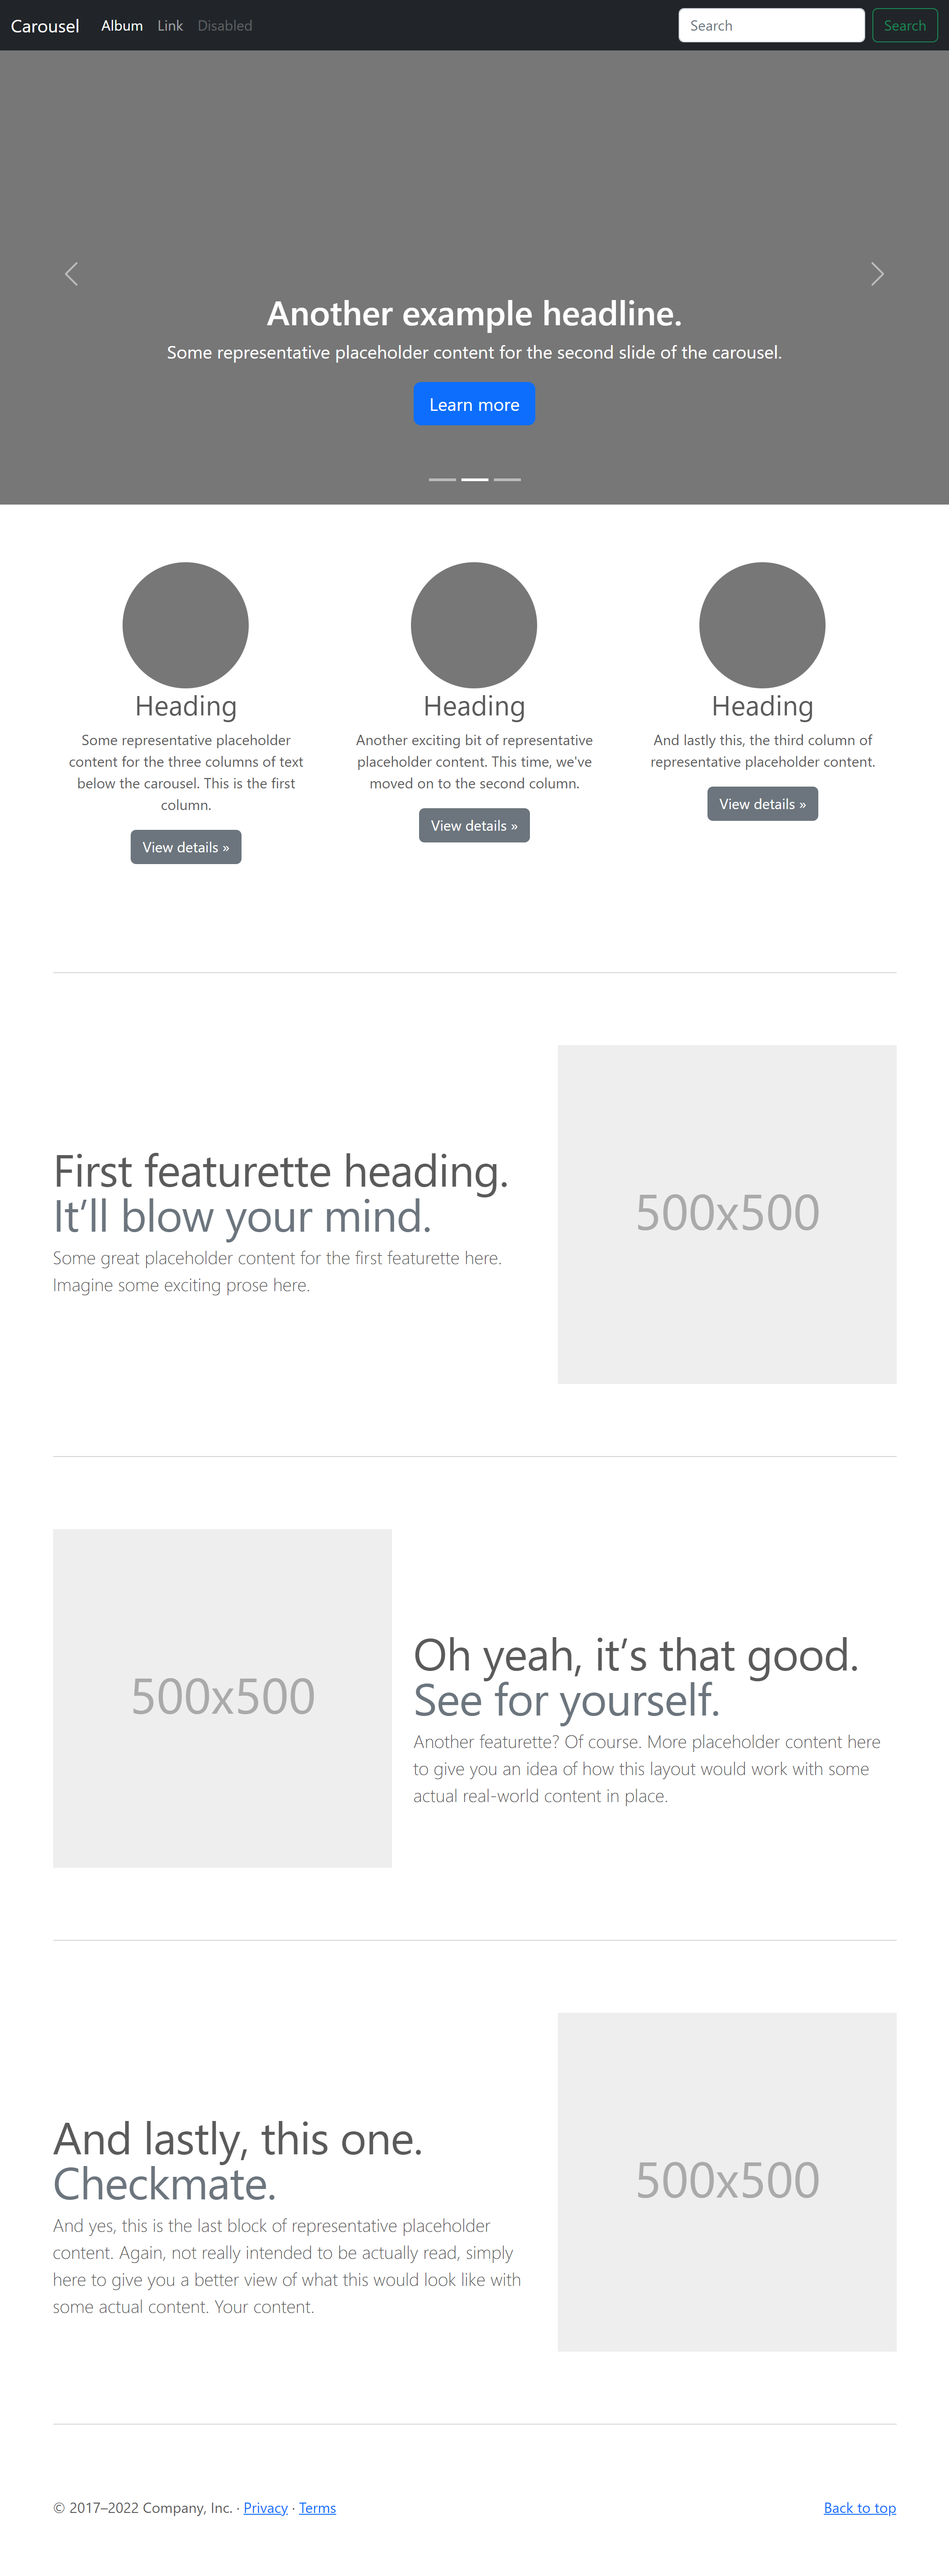 Carousel Album Link Disabled Search Search
Another example headline.
Some representative placeholder content for the second slide of the carousel.
Learn more
Heading
Some representative placeholder
content for the three columns of text
below the carousel. This is the first
column.
View details »
Heading
Another exciting bit of representative
placeholder content. This time, we've
moved on to the second column.
View details »
Heading
And lastly this, the third column of
representative placeholder content.
View details »
First featurette heading.
It’ll blow your mind.
Some great placeholder content for the first featurette here.
Imagine some exciting prose here.
500x500
500x500
Oh yeah, it’s that good.
See for yourself.
Another featurette? Of course. More placeholder content here
to give you an idea of how this layout would work with some
actual real-world content in place.
And lastly, this one.
Checkmate.
And yes, this is the last block of representative placeholder
content. Again, not really intended to be actually read, simply
here to give you a better view of what this would look like with
some actual content. Your content.
500x500
© 2017–2022 Company, Inc. · Privacy · Terms
Back to top